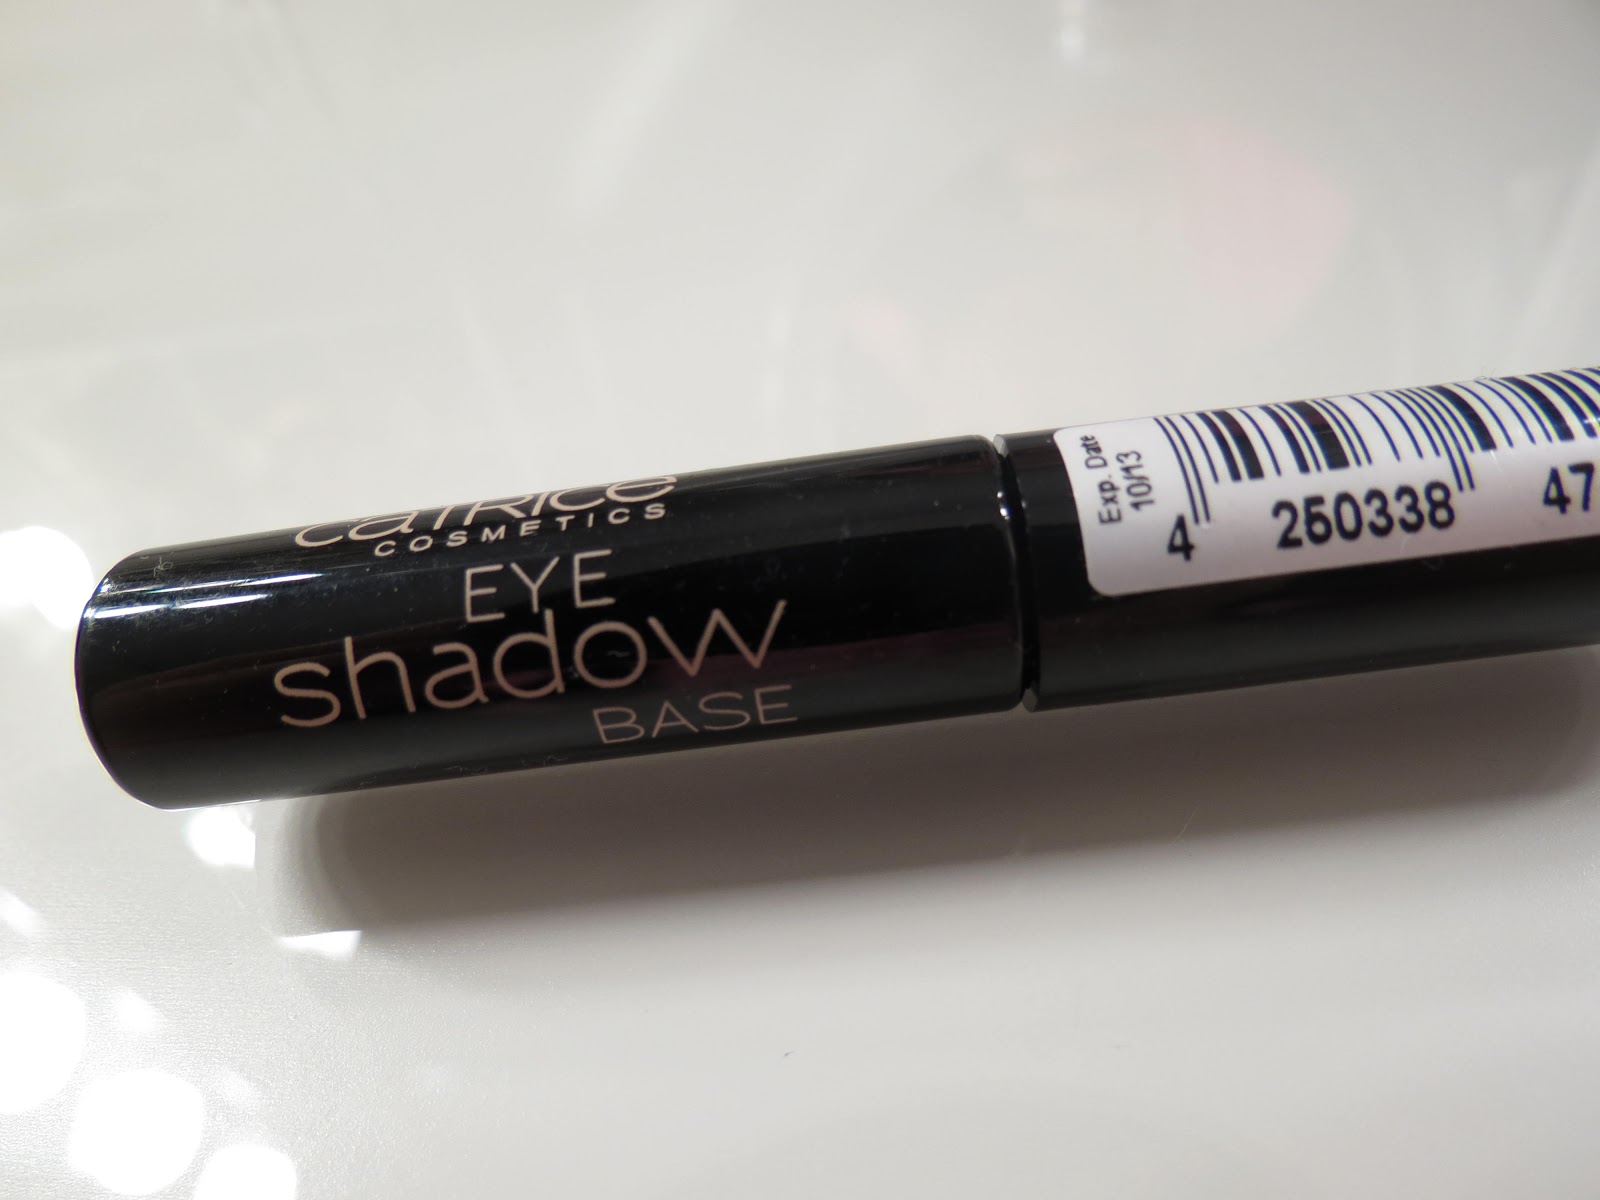 catrice
COSMETICS
EYE
shadow
BASE
Exp. Date
10/13
4 250338 47